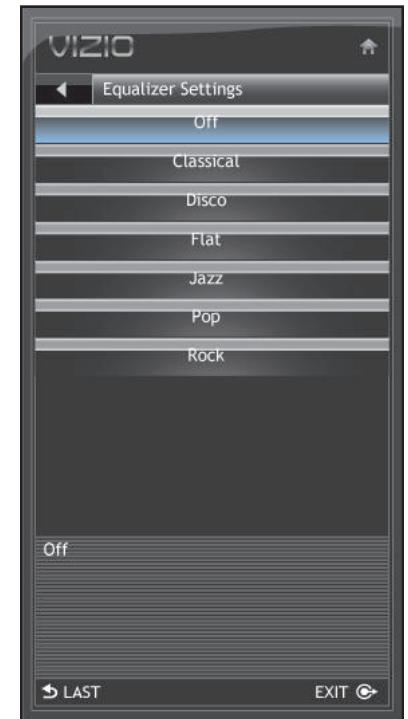 VIZIO
Equalizer Settings
Off
Classical
Disco
Flat
Jazz
Pop
Rock
Off
LAST EXIT